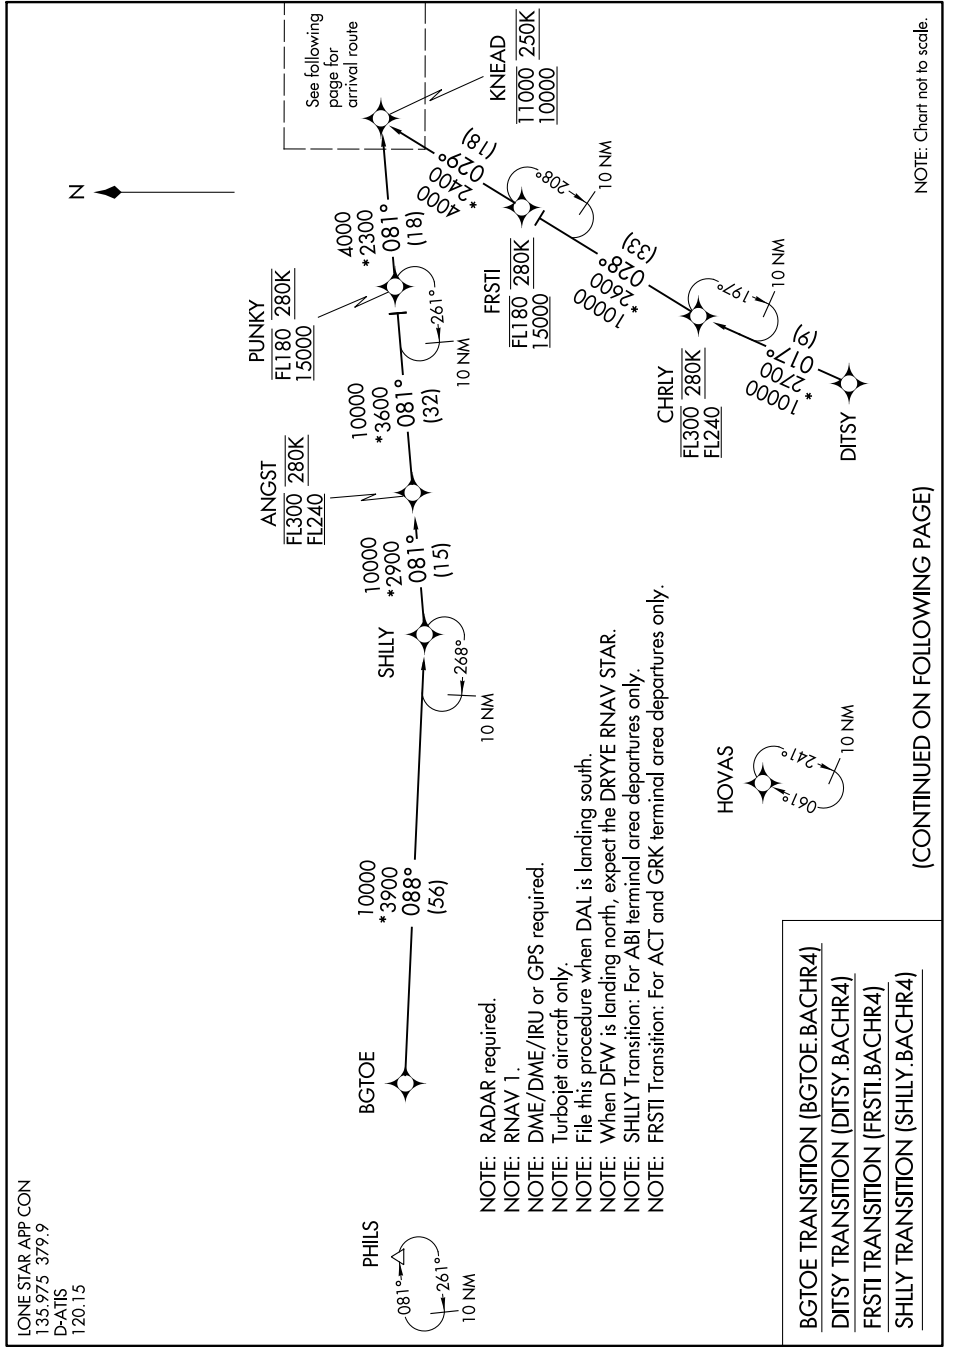 LONE STAR APP CON
135.975 379.9
D-ATIS
120.15
N
See following
page for
arrival route
KNEAD
11000 250K
10000
PUNKY
FL180 280K
15000
4000
*2300
081°
(18)
261°
10 NM
ANGST
FL300 280K
FL240
10000
*3600
081°
(32)
SHLLY
10000
*2900
081°
(15)
268°
10 NM
BGTOE
10000
*3900
088°
(56)
PHILS
081°
261°
10 NM
4000
*2400
029°
(18)
FRSTI
FL180 280K
15000
208°
10 NM
10000
*2600
028°
(33)
CHRLY
FL300 280K
FL240
197°
10 NM
10000
*2700
017°
(9)
DITSY
HOVAS
241°
061°
10 NM
NOTE: RADAR required.
NOTE: RNAV 1.
NOTE: DME/DME/IRU or GPS required.
NOTE: Turbojet aircraft only.
NOTE: File this procedure when DAL is landing south.
NOTE: When DFW is landing north, expect the DRYYE RNAV STAR.
NOTE: SHLLY Transition: For ABI terminal area departures only.
NOTE: FRSTI Transition: For ACT and GRK terminal area departures only.
BGTOE TRANSITION (BGTOE.BACHR4)
DITSY TRANSITION (DITSY.BACHR4)
FRSTI TRANSITION (FRSTI.BACHR4)
SHLLY TRANSITION (SHLLY.BACHR4)
(CONTINUED ON FOLLOWING PAGE)
NOTE: Chart not to scale.